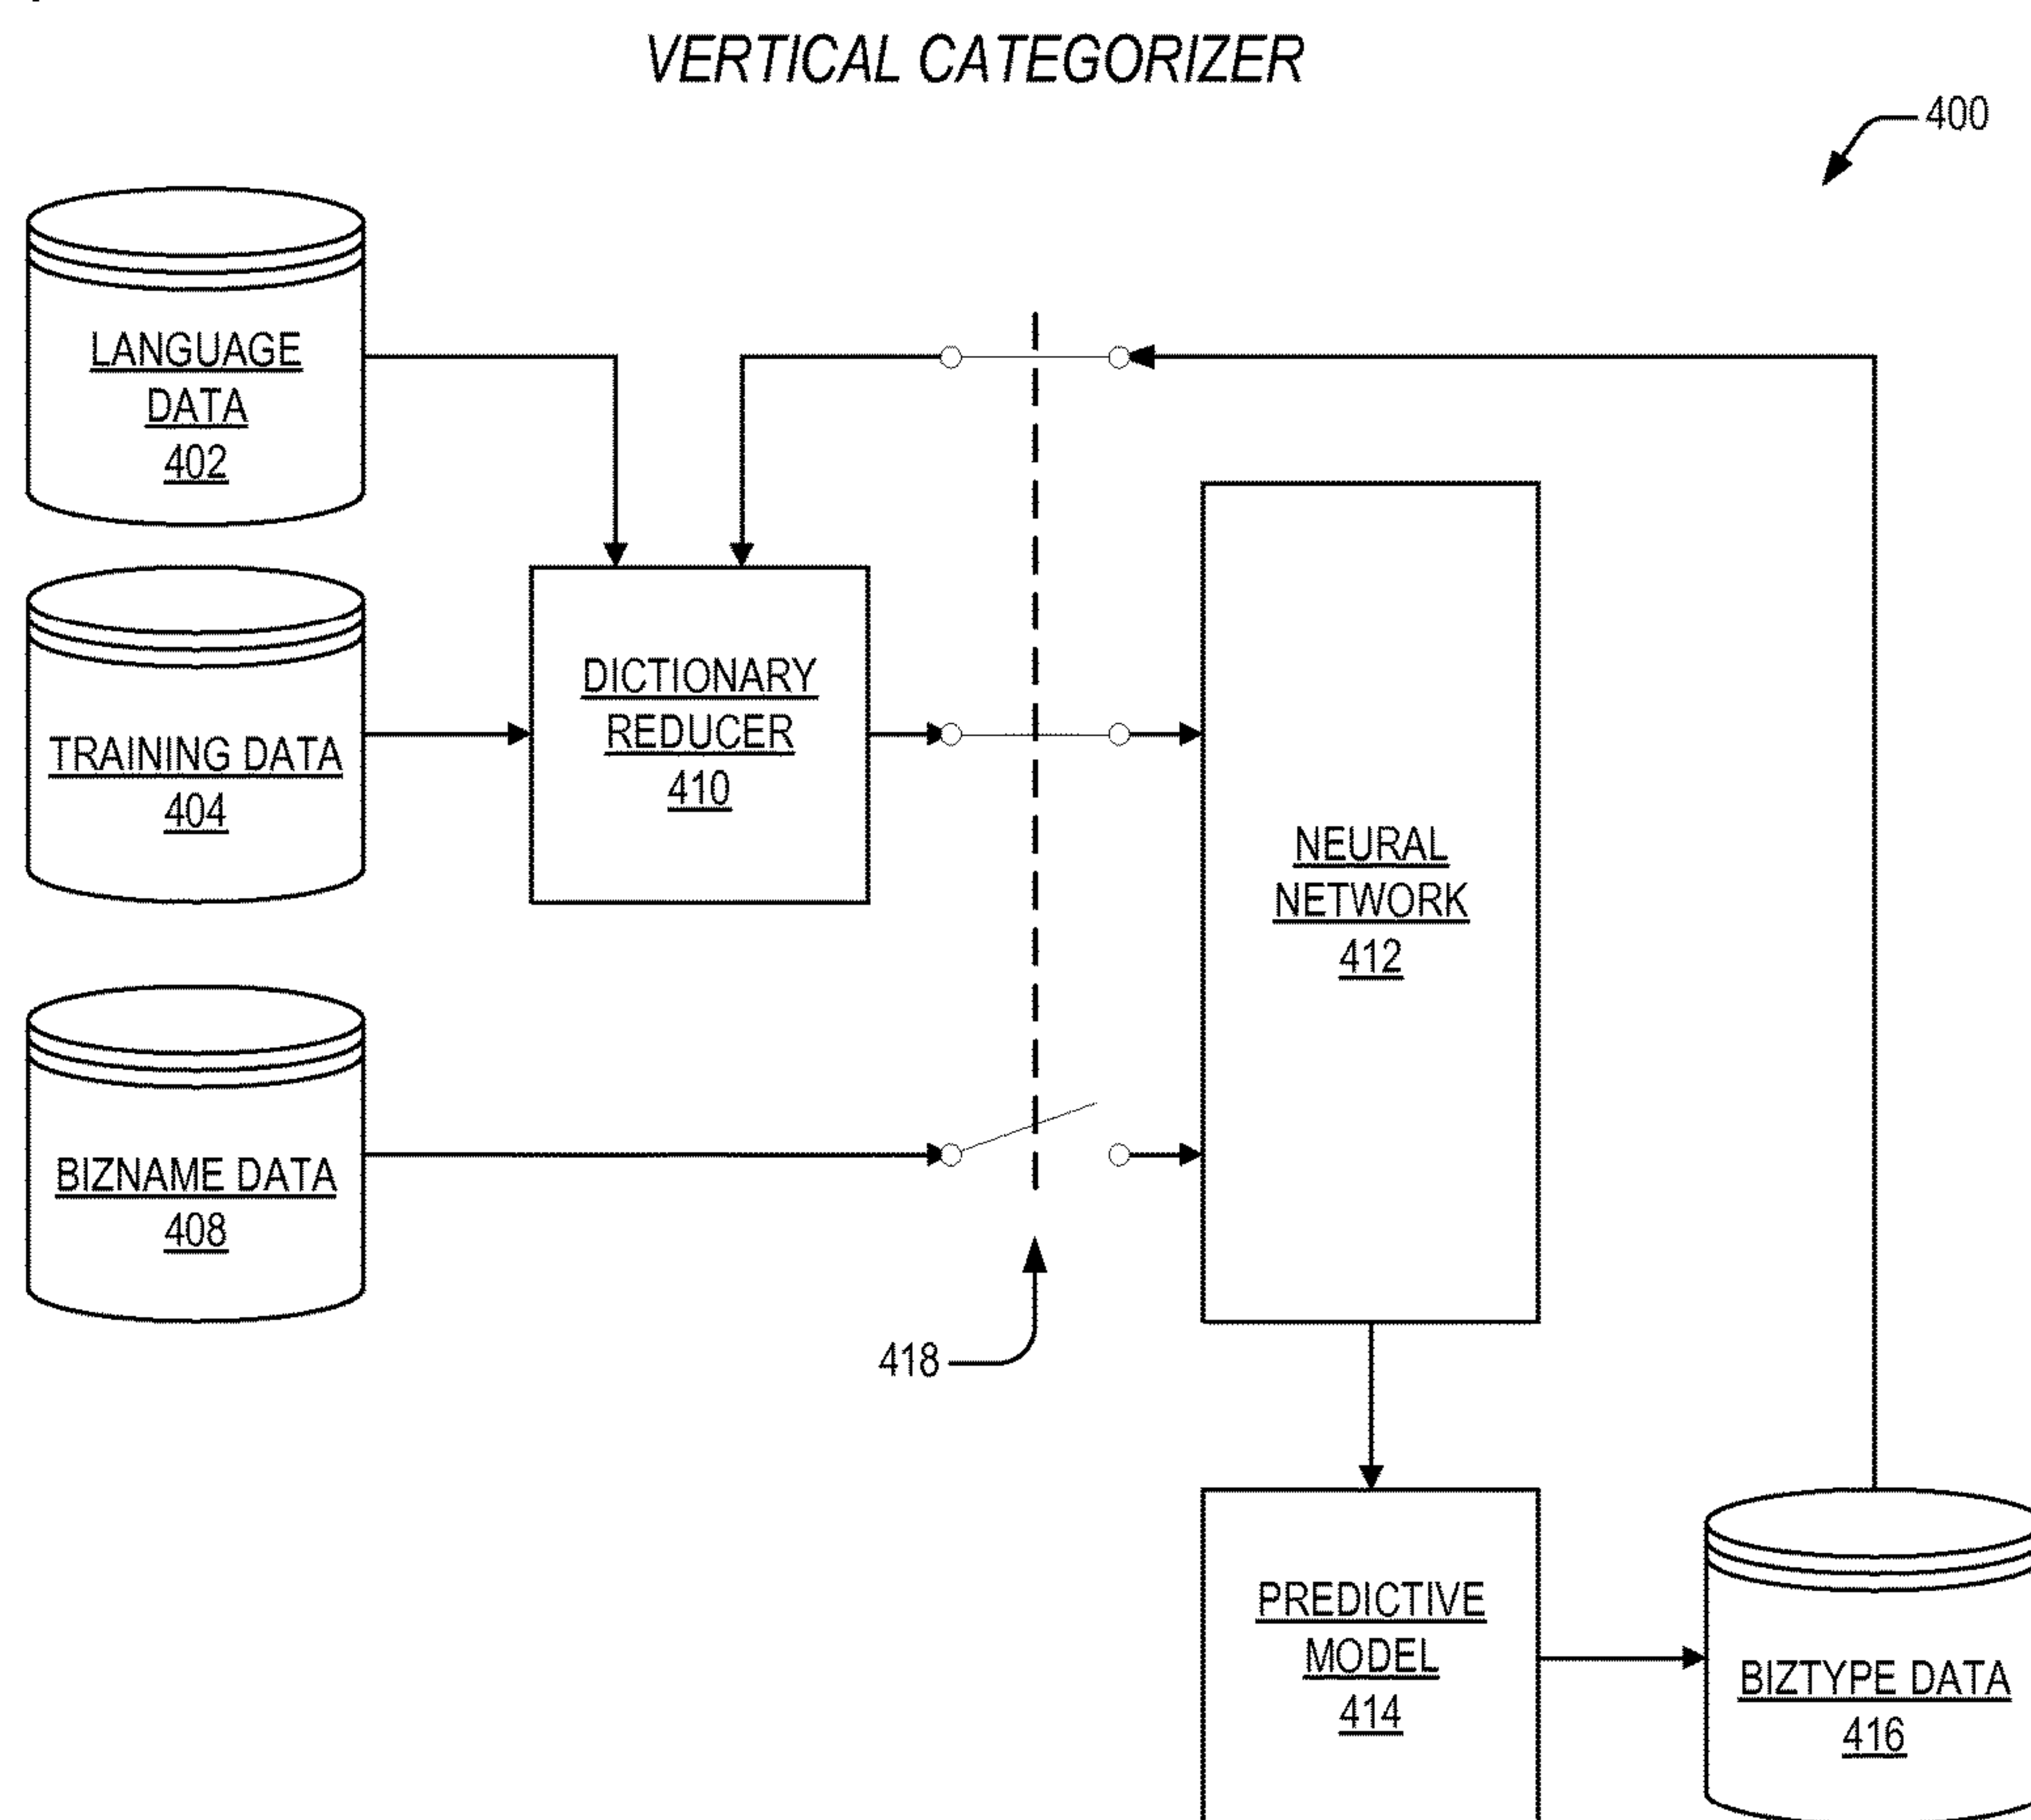 VERTICAL CATEGORIZER
400
LANGUAGE
DATA
402
TRAINING DATA
404
DICTIONARY
REDUCER
410
NEURAL
NETWORK
412
BIZNAME DATA
408
418
PREDICTIVE
MODEL
414
BIZTYPE DATA
416